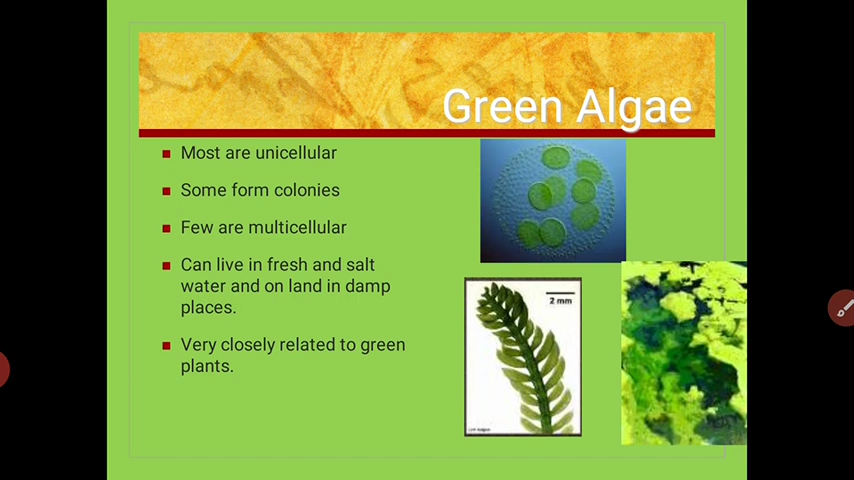 Green Algae
Most are unicellular
Some form colonies
Few are multicellular
Can live in fresh and salt
water and on land in damp
places.
Very closely related to green
plants.
2 mm